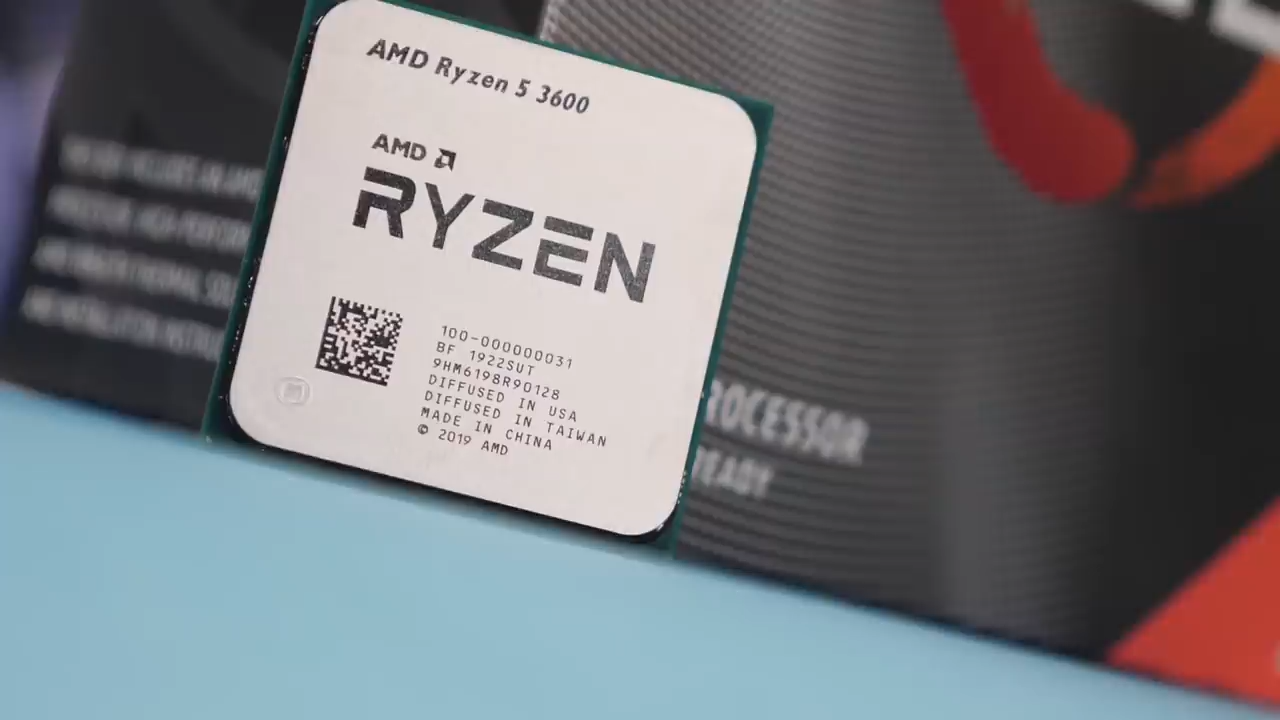 AMD Ryzen 5 3600
AMD
RYZEN
100-000000031
BF 1922SUT
9HM6198R90128
DIFFUSED IN USA
DIFFUSED IN TAIWAN
MADE IN CHINA
© 2019 AMD
ROCESSOR
READY